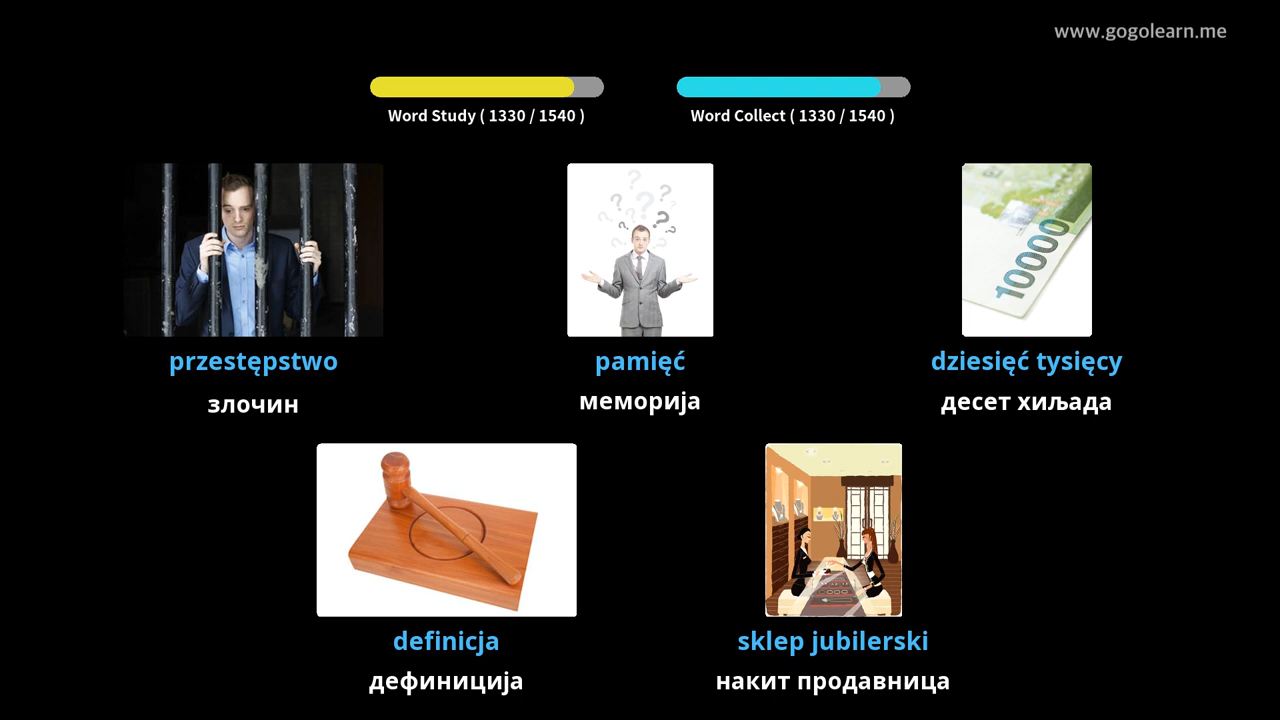 www.gogolearn.me
Word Study ( 1330 / 1540 )
Word Collect ( 1330 / 1540 )
10000
przestępstwo
злочин
pamięć
меморија
dziesięć tysięcy
десет хиљада
definicja
дефиниција
sklep jubilerski
накит продавница